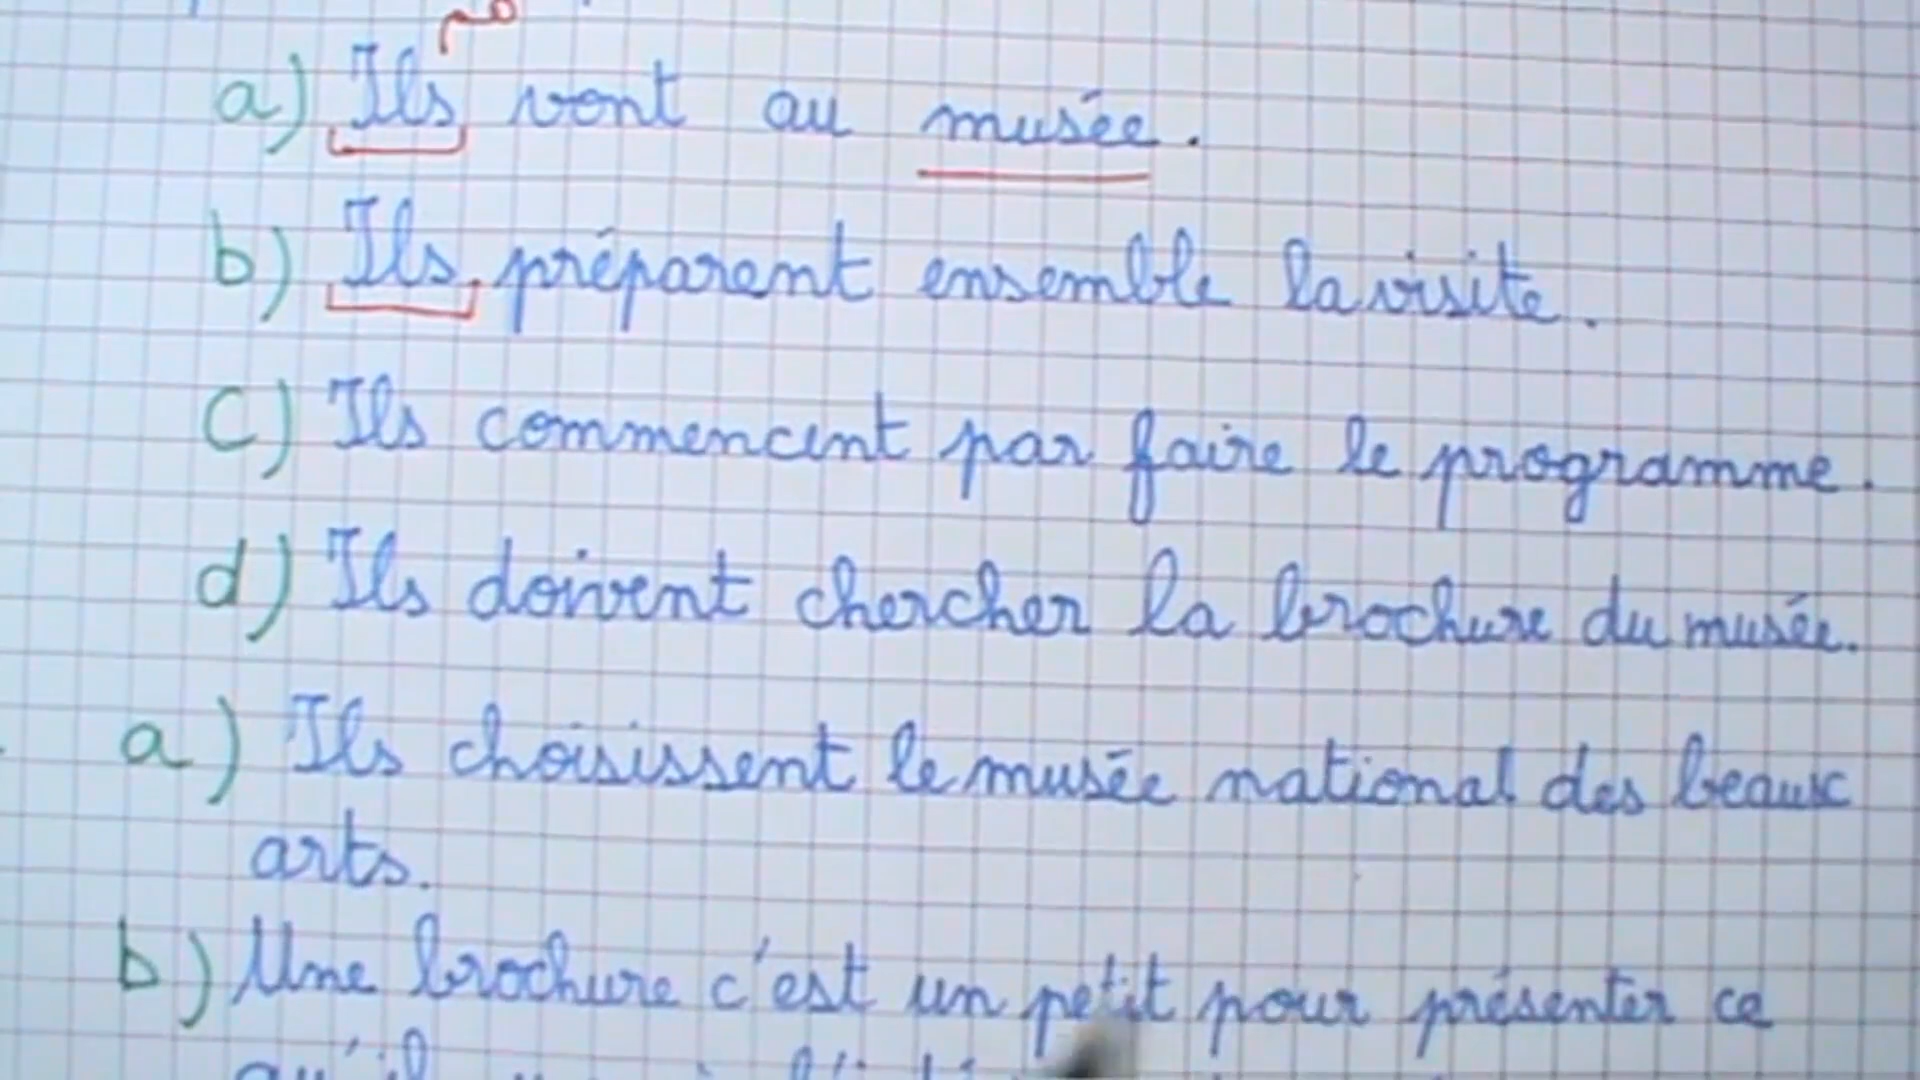 a) Ils vont au musée.
b) Ils préparent ensemble la visite.
c) Ils commencent par faire le programme.
d) Ils doivent chercher la brochure du musée.
a) Ils choisissent le musée national des beaux
arts.
b) Une brochure c'est un petit pour présenter ce
qu'il